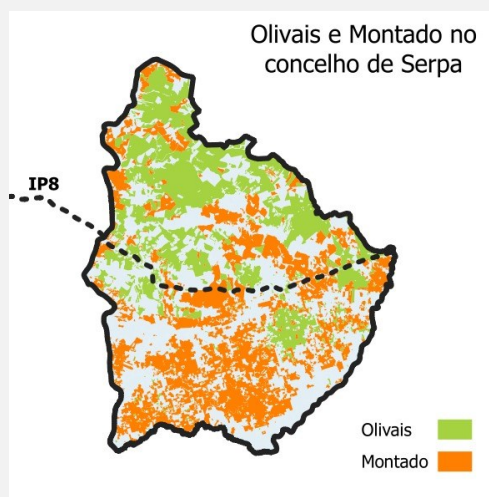 Olivais e Montado no
concelho de Serpa
IP8
Olivais
Montado